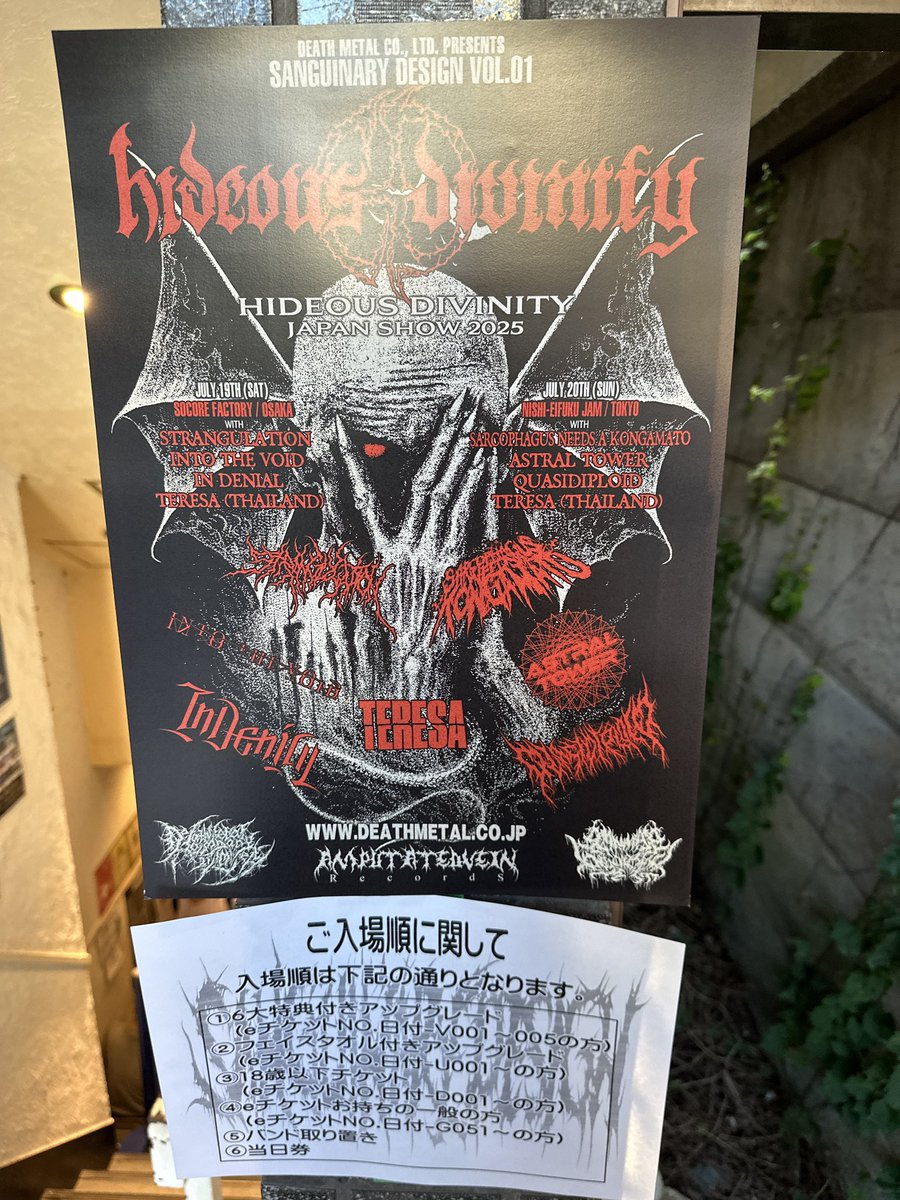 DEATH METAL CO., LTD. PRESENTS
SANGUINARY DESIGN VOL.01
hideous divinity
HIDEOUS DIVINITY
JAPAN SHOW 2025
JULY 19TH (SAT)
SOCORE FACTORY / OSAKA
WITH
STRANGULATION
INTO THE VOID
IN DENIAL
TERESA (THAILAND)
JULY 20TH (SUN)
NISHI-EIFUKU JAM / TOKYO
WITH
SARCOPHAGUS NEEDS A KONGAMATO
ASTRAL TOWER
QUASIDIPLOID
TERESA (THAILAND)
STRANGULATION
ASTRAL
TOWER
TERESA
TERESA
WWW.DEATHMETAL.CO.JP
AMPUTATED VEIN
Records
ご入場順に関して
入場順は下記の通りとなります。
①6大特典付きアップグレード
(eチケットNO.日付-V001～005の方)
②フェイスタオル付きアップグレード
(eチケットNO.日付-U001～の方)
③18歳以下チケット
(eチケットNO.日付-D001～の方)
④eチケットお持ちの一般の方
(eチケットNO.日付-G051～の方)
⑤バンド取り置き
⑥当日券